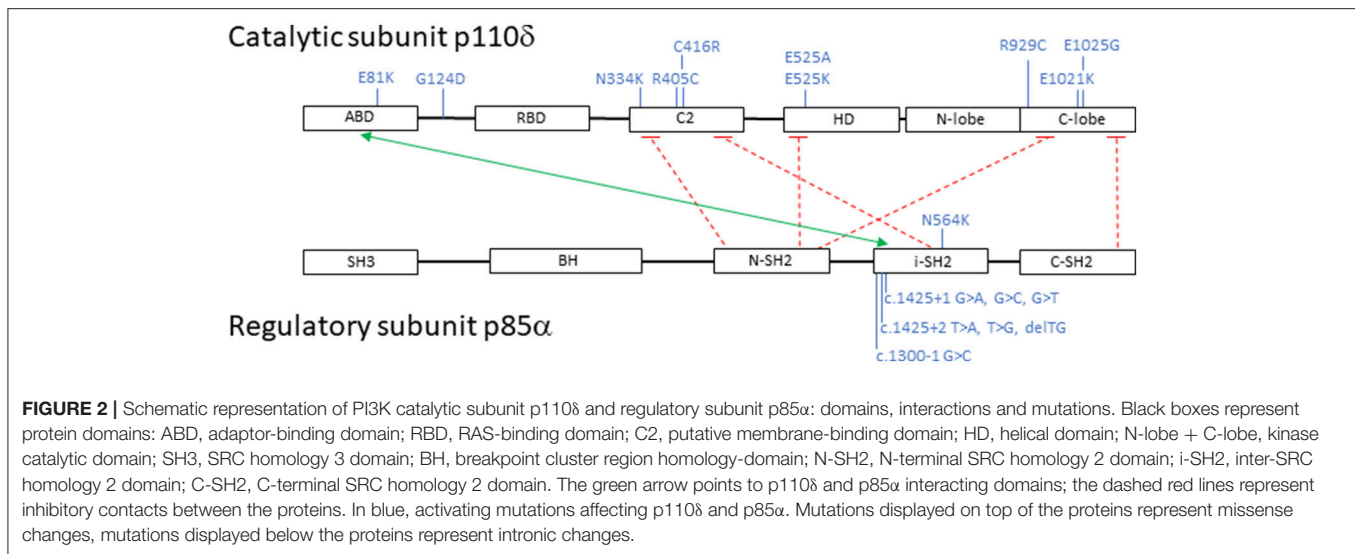 Catalytic subunit p110δ
C416R
R929C E1025G
E525A
E81K G124D N334K R405C E525K E1021K
ABD RBD C2 HD N-lobe C-lobe
N564K
SH3 BH N-SH2 i-SH2 C-SH2
c.1425+1 G>A, G>C, G>T
Regulatory subunit p85α
c.1425+2 T>A, T>G, delTG
c.1300-1 G>C
FIGURE 2 | Schematic representation of PI3K catalytic subunit p110δ and regulatory subunit p85α: domains, interactions and mutations. Black boxes represent
protein domains: ABD, adaptor-binding domain; RBD, RAS-binding domain; C2, putative membrane-binding domain; HD, helical domain; N-lobe + C-lobe, kinase
catalytic domain; SH3, SRC homology 3 domain; BH, breakpoint cluster region homology-domain; N-SH2, N-terminal SRC homology 2 domain; i-SH2, inter-SRC
homology 2 domain; C-SH2, C-terminal SRC homology 2 domain. The green arrow points to p110δ and p85α interacting domains; the dashed red lines represent
inhibitory contacts between the proteins. In blue, activating mutations affecting p110δ and p85α. Mutations displayed on top of the proteins represent missense
changes, mutations displayed below the proteins represent intronic changes.